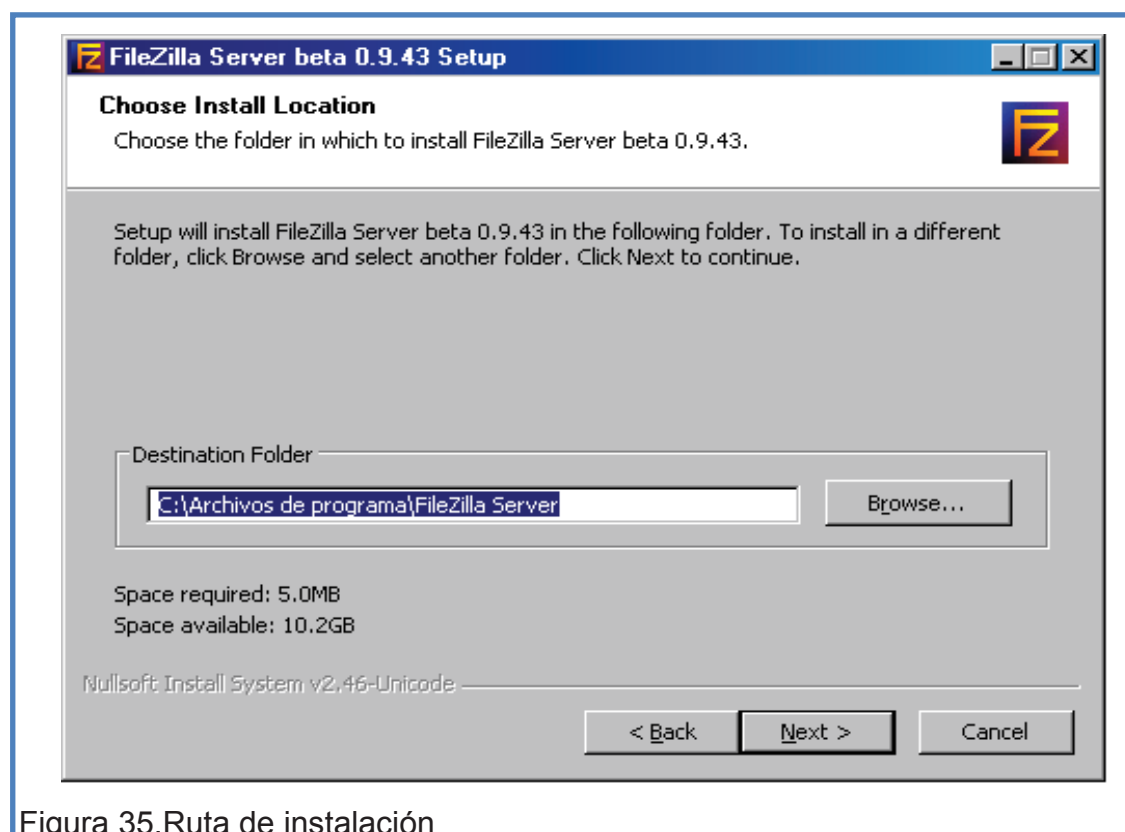 FileZilla Server beta 0.9.43 Setup
Choose Install Location
Choose the folder in which to install FileZilla Server beta 0.9.43.
FZ
Setup will install FileZilla Server beta 0.9.43 in the following folder. To install in a different
folder, click Browse and select another folder. Click Next to continue.
Destination Folder
C:\Archivos de programa\FileZilla Server
Browse...
Space required: 5.0MB
Space available: 10.2GB
Nullsoft Install System v2.46-Unicode
< Back
Next >
Cancel
Figura 35.Ruta de instalación